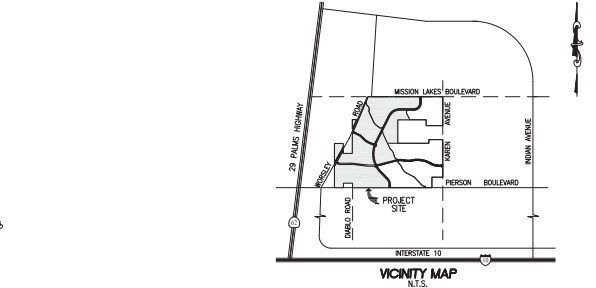 MISSION LAKES BOULEVARD
29 PALMS HIGHWAY
ROAD
WORSLEY
AVENUE
KAREN
INDIAN AVENUE
PIERSON BOULEVARD
PROJECT
SITE
DIABLO ROAD
62
INTERSTATE 10
VICINITY MAP
N.T.S.